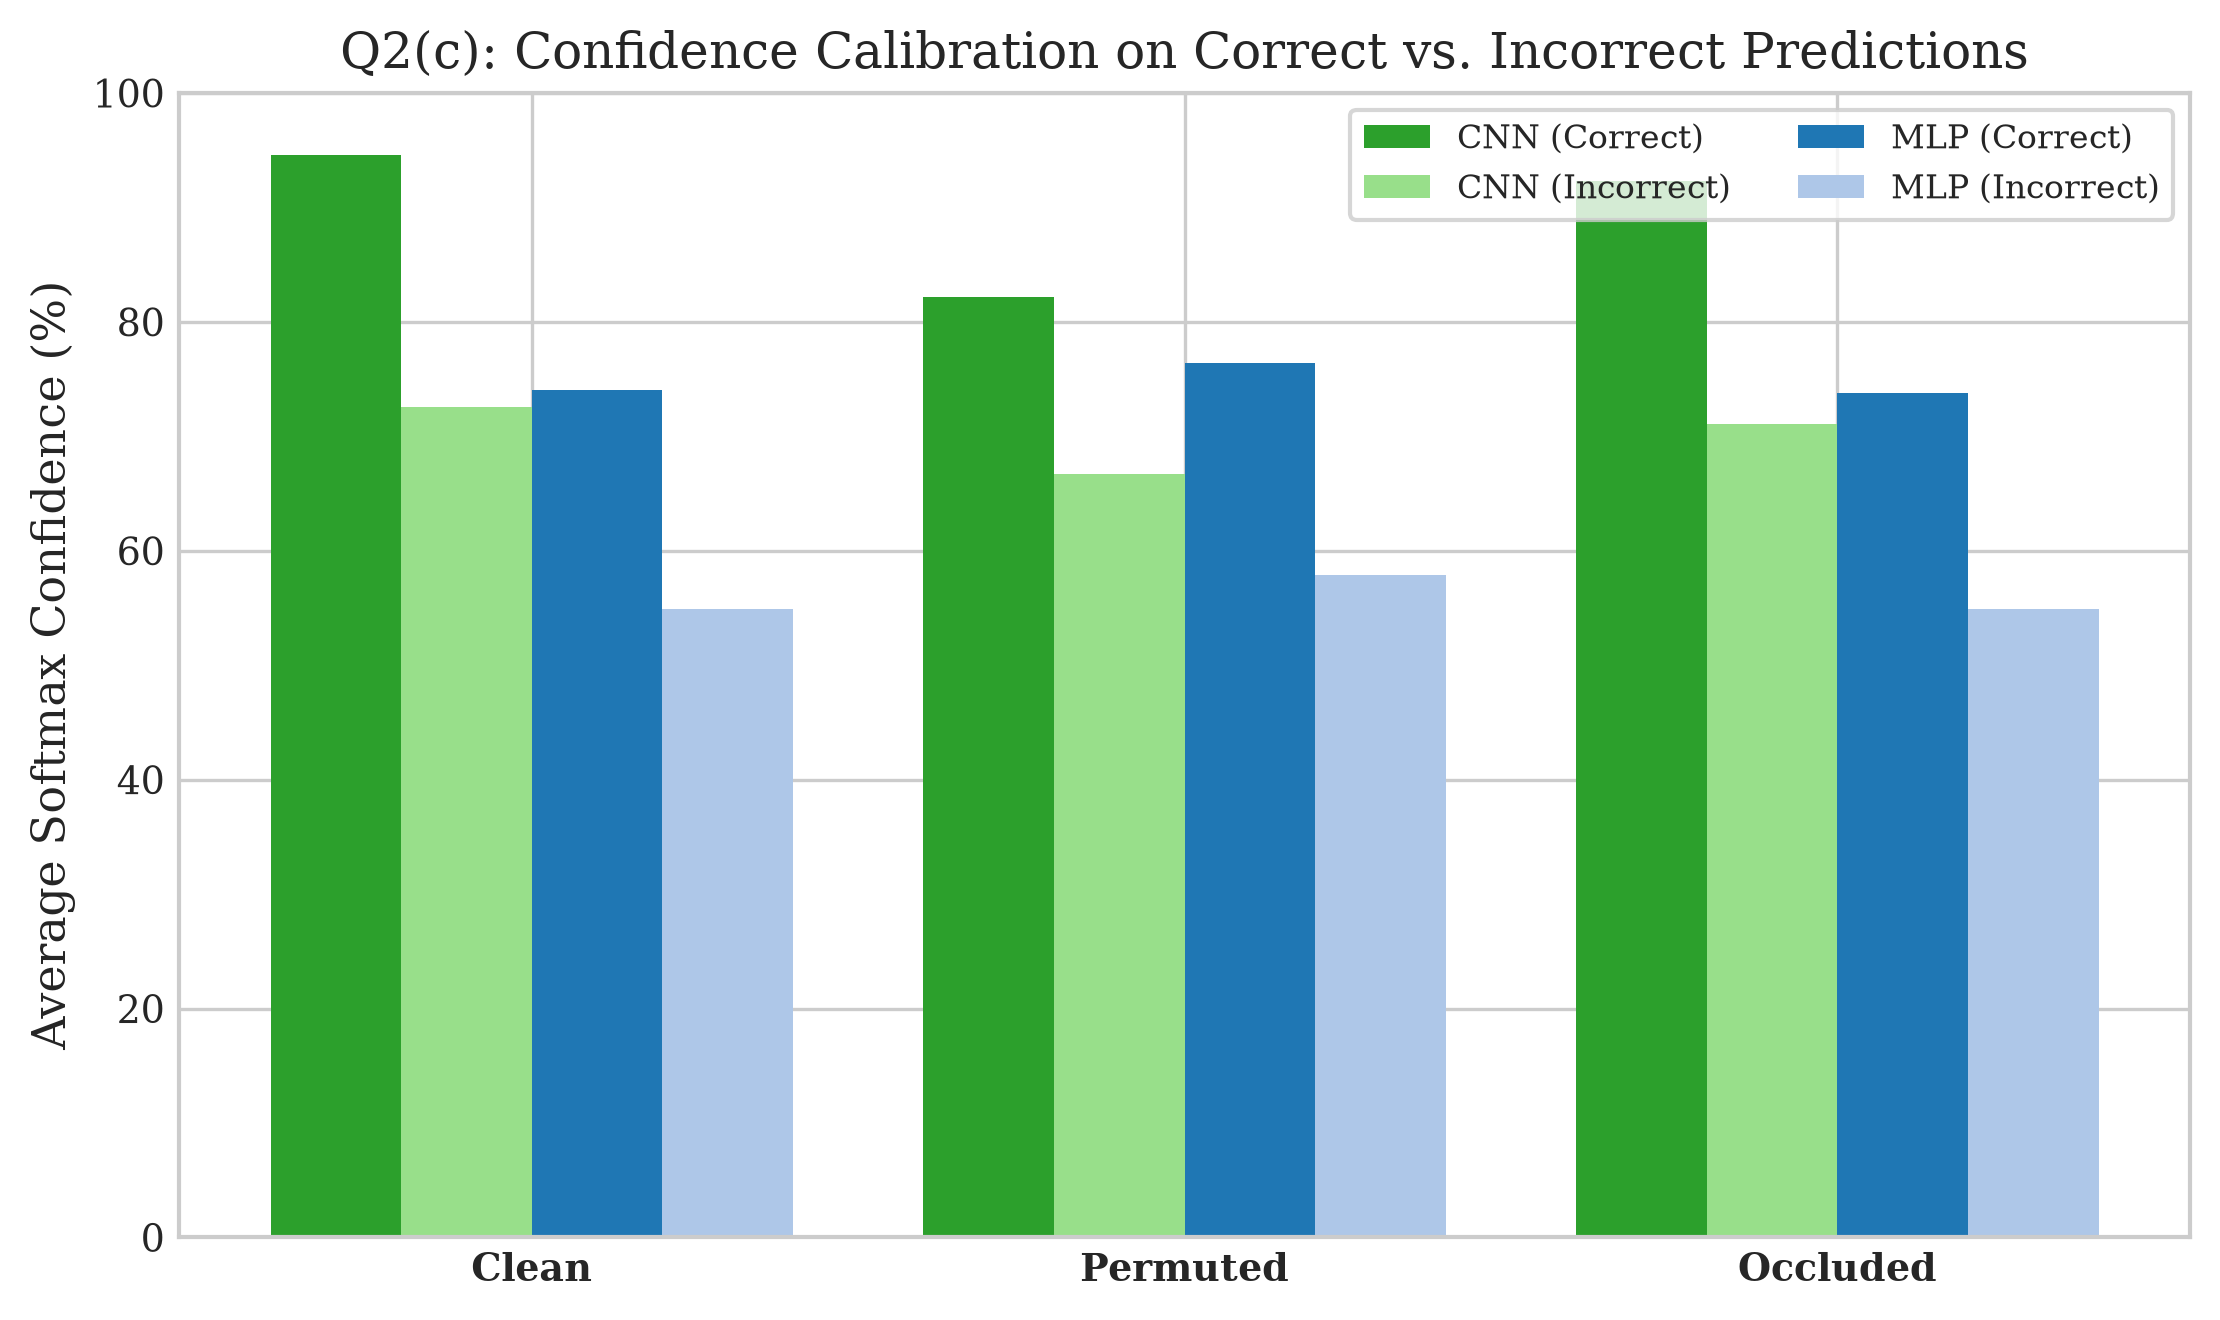 Q2(c): Confidence Calibration on Correct vs. Incorrect Predictions
Average Softmax Confidence (%)
100
80
60
40
20
0
CNN (Correct)
CNN (Incorrect)
MLP (Correct)
MLP (Incorrect)
Clean
Permuted
Occluded